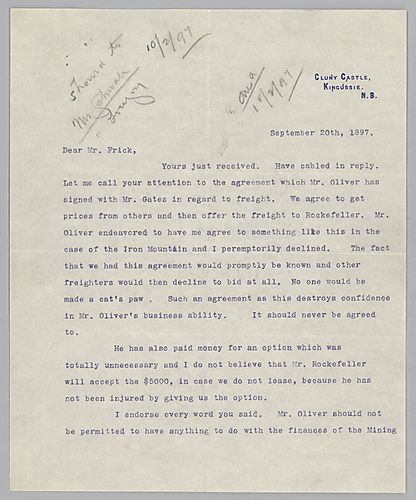 Showed to
Mr. Schwab
10/2/97
10/2/97
CLUNY CASTLE,
KINGUSSIE.
N.B.
September 20th, 1897.
Dear Mr. Frick,
Yours just received. Have cabled in reply.
Let me call your attention to the agreement which Mr. Oliver has
signed with Mr. Gates in regard to freight. We agree to get
prices from others and then offer the freight to Rockefeller. Mr.
Oliver endeavored to have me agree to something like this in the
case of the Iron Mountain and I peremptorily declined. The fact
that we had this agreement would promptly be known and other
freighters would then decline to bid at all. No one would be
made a cat's paw . Such an agreement as this destroys confidence
in Mr. Oliver's business ability. It should never be agreed
to.
He has also paid money for an option which was
totally unnecessary and I do not believe that Mr. Rockefeller
will accept the $5000, in case we do not lease, because he has
not been injured by giving us the option.
I endorse every word you said. Mr. Oliver should not
be permitted to have anything to do with the finances of the Mining